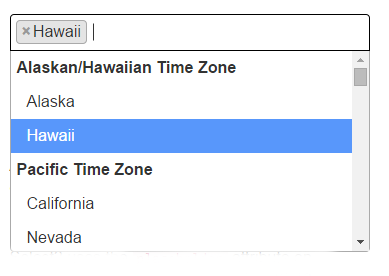 × Hawaii
Alaskan/Hawaiian Time Zone
Alaska
Hawaii
Pacific Time Zone
California
Nevada